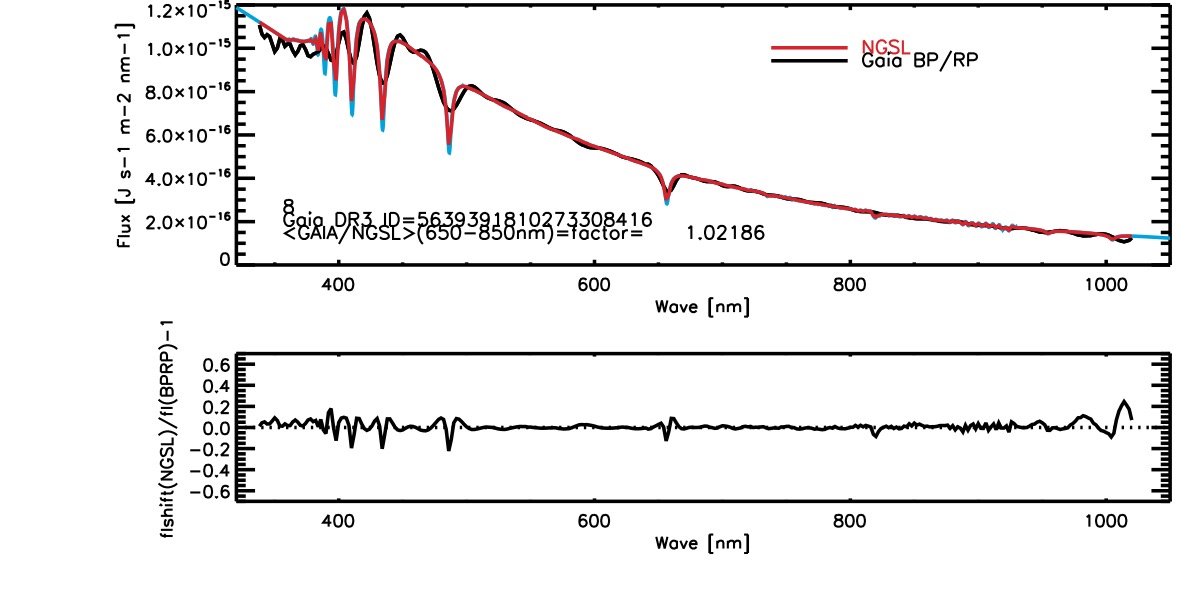 1.2×10−15
1.0×10−15
8.0×10−16
6.0×10−16
4.0×10−16
2.0×10−16
0
Flux [J s−1 m−2 nm−1]
NGSL
Gaia BP/RP
8
Gaia DR3 ID=5639391810273308416
<GAIA/NGSL>(650−850nm)=factor= 1.02186
400 600 800 1000
Wave [nm]
flshift(NGSL)/fl(BPRP)−1
0.6
0.4
0.2
0.0
−0.2
−0.4
−0.6
400 600 800 1000
Wave [nm]